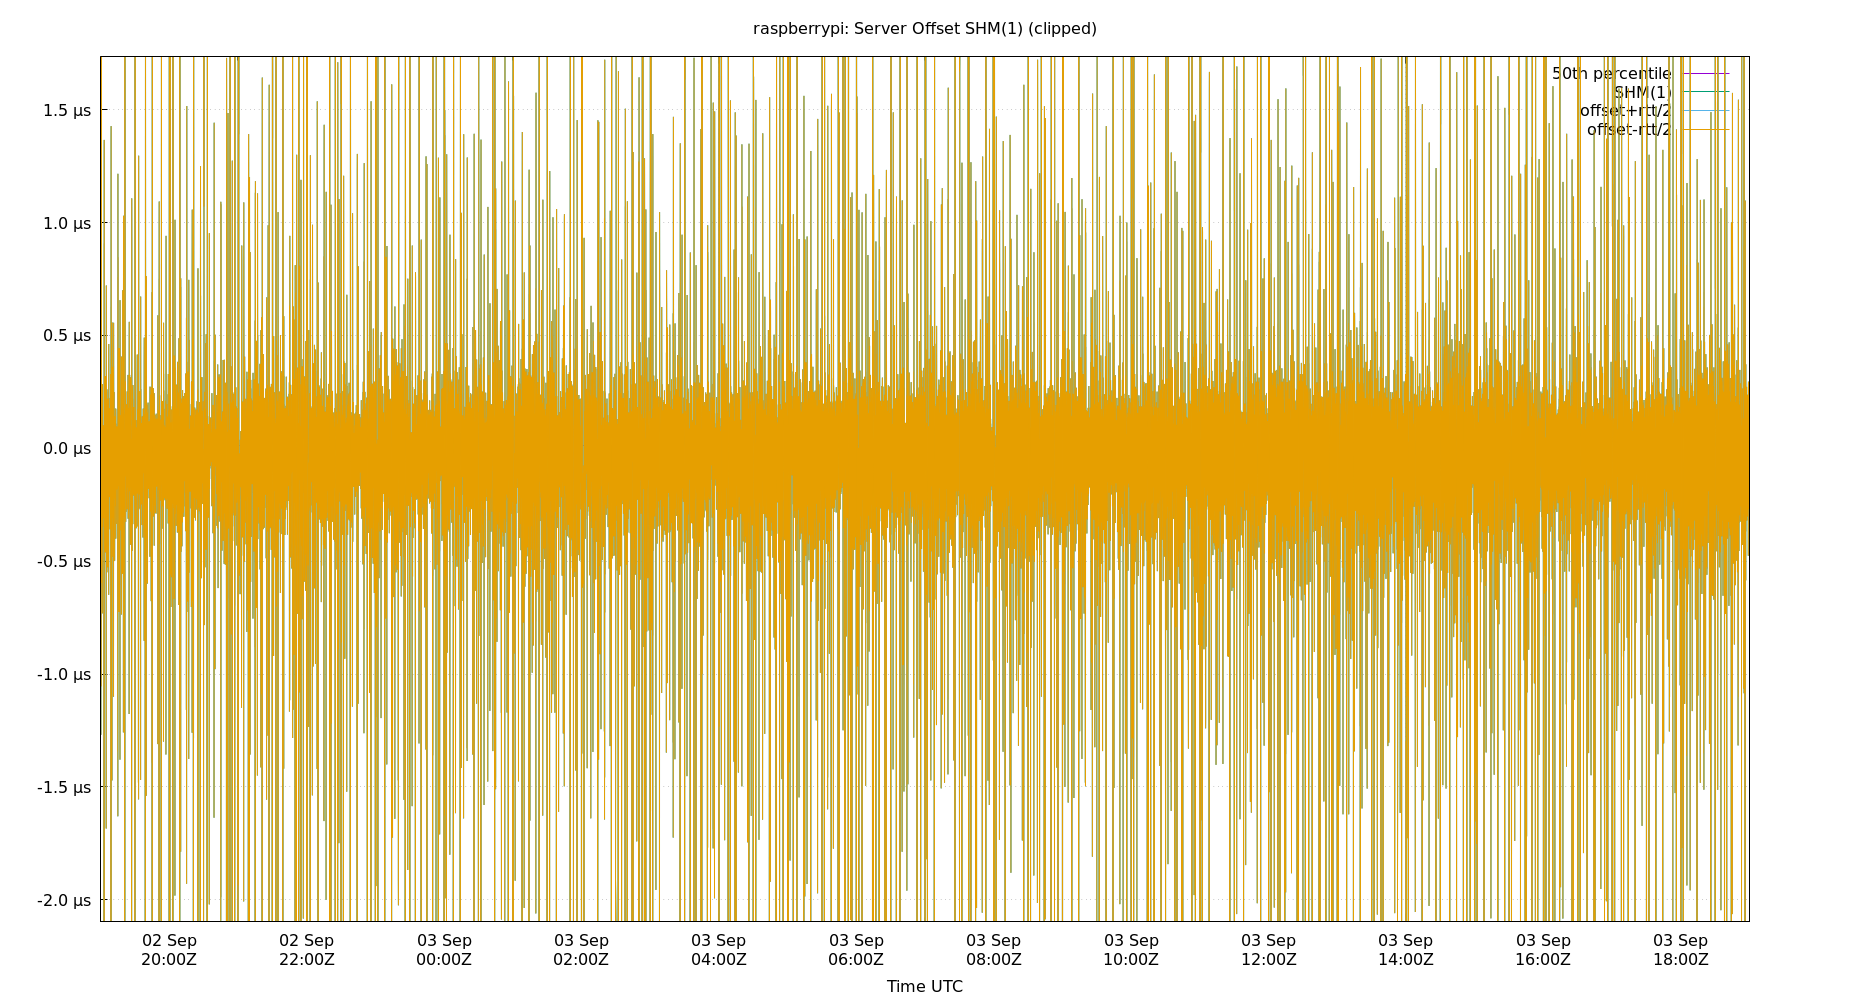 raspberrypi: Server Offset SHM(1) (clipped)
50th percentile
SHM(1)
offset+rtt/2
offset-rtt/2
1.5 µs
1.0 µs
0.5 µs
0.0 µs
-0.5 µs
-1.0 µs
-1.5 µs
-2.0 µs
02 Sep 02 Sep 03 Sep 03 Sep 03 Sep 03 Sep 03 Sep 03 Sep 03 Sep 03 Sep 03 Sep 03 Sep
20:00Z 22:00Z 00:00Z 02:00Z 04:00Z 06:00Z 08:00Z 10:00Z 12:00Z 14:00Z 16:00Z 18:00Z
Time UTC